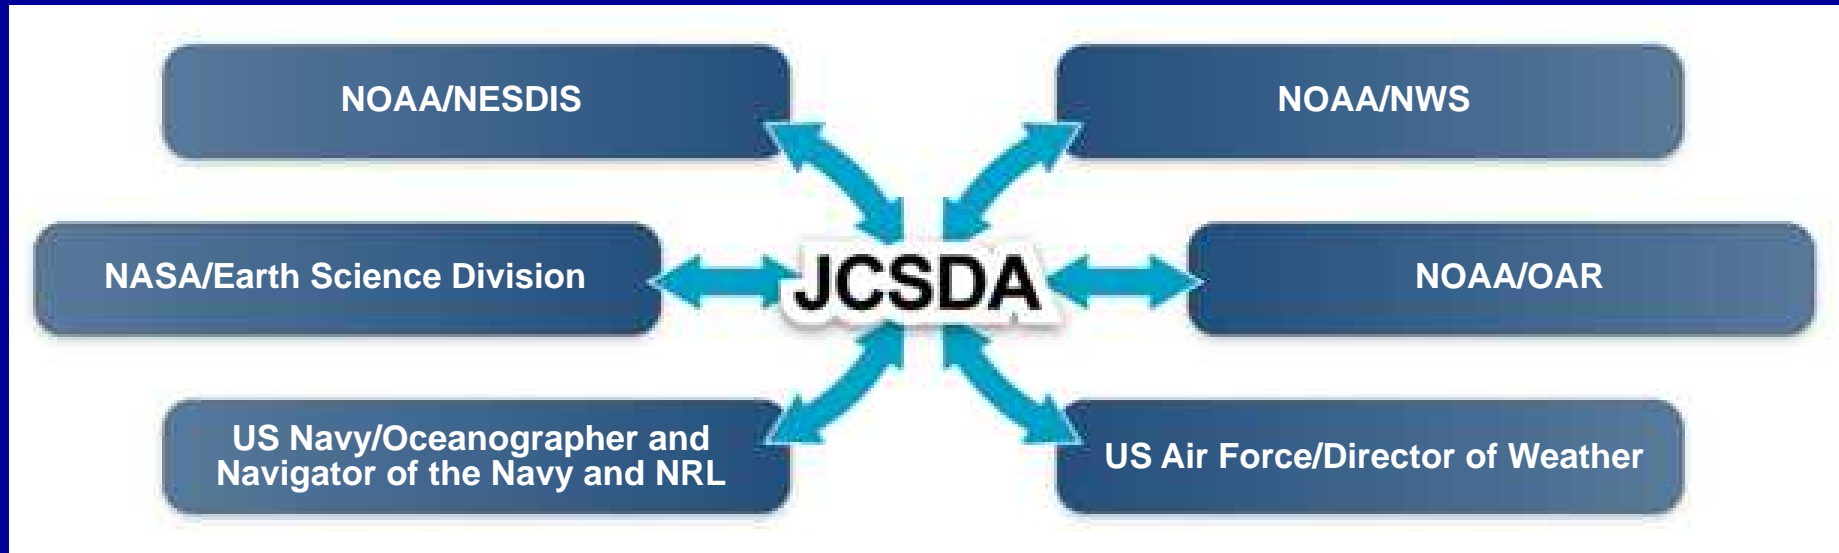 NOAA/NESDIS
NOAA/NWS
NASA/Earth Science Division
JCSDA
NOAA/OAR
US Navy/Oceanographer and
Navigator of the Navy and NRL
US Air Force/Director of Weather